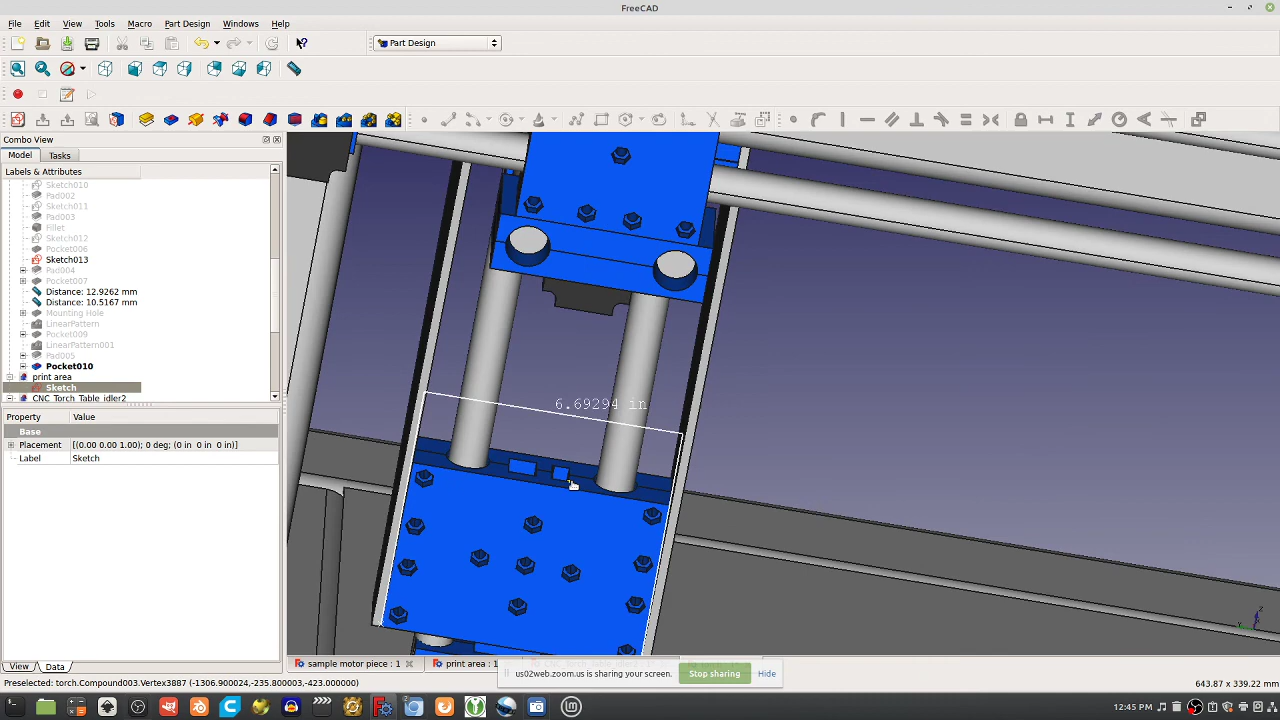 FreeCAD
File Edit View Tools Macro Part Design Windows Help
Part Design
Combo View
Model Tasks
Labels & Attributes
Sketch010
Pad002
Sketch011
Pad003
Fillet
Sketch012
Pocket006
Sketch013
Pad004
Pocket007
Distance: 12.9262 mm
Distance: 10.5167 mm
Mounting Hole
LinearPattern
Pocket009
LinearPattern001
Pad005
Pocket010
print area
Sketch
CNC_Torch_Table_idler2
6.69294 in
Property Value
Base
Placement [(0.00 0.00 1.00); 0 deg; (0 in 0 in 0 in)]
Label Sketch
View Data
sample motor piece : 1 print area : 1
us02web.zoom.us is sharing your screen. Stop sharing Hide
Preselected: torch.Compound003.Vertex3887 (-1306.900024,-235.800003,-423.000000) 643.87 x 339.22 mm
12:45 PM